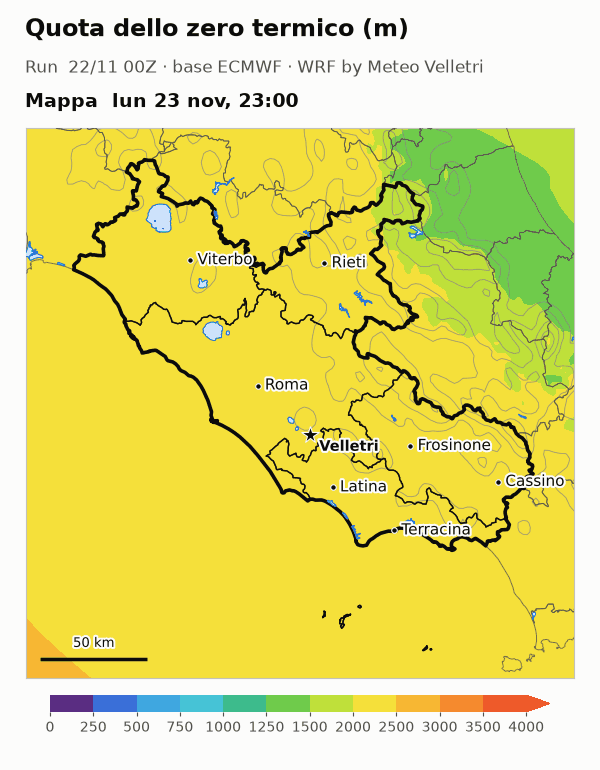 Quota dello zero termico (m)
Run 22/11 00Z · base ECMWF · WRF by Meteo Velletri
Mappa lun 23 nov, 23:00
Viterbo
Rieti
Roma
Velletri
Frosinone
Latina
Cassino
Terracina
50 km
0 250 500 750 1000 1250 1500 2000 2500 3000 3500 4000